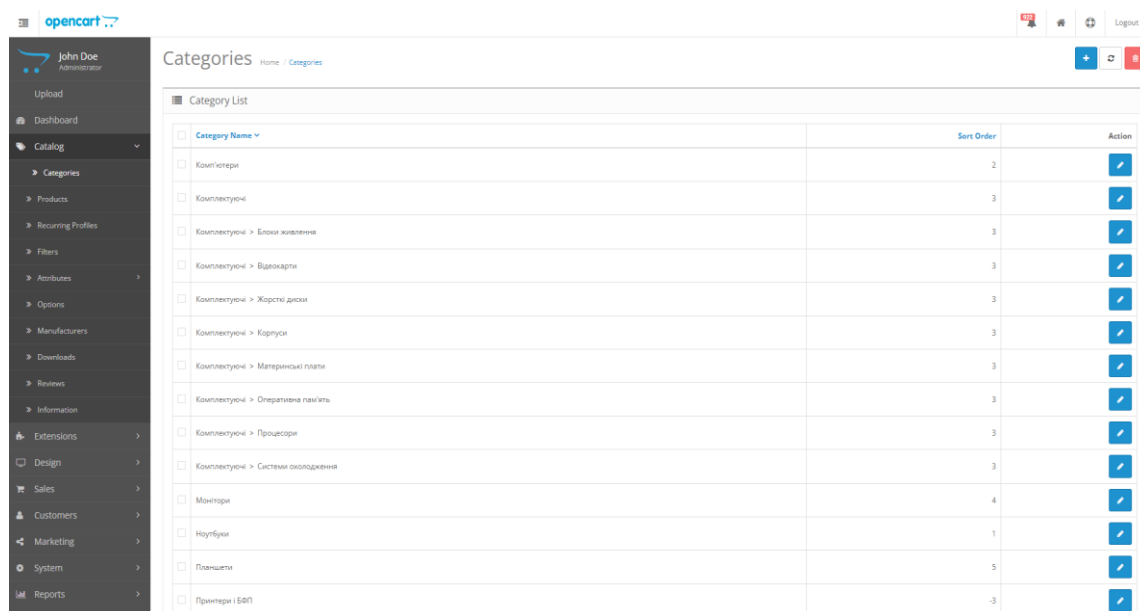 opencart
922
Logout
John Doe
Administrator
Upload
Dashboard
Catalog
Categories
Products
Recurring Profiles
Filters
Attributes
Options
Manufacturers
Downloads
Reviews
Information
Extensions
Design
Sales
Customers
Marketing
System
Reports
Categories Home / Categories
Category List
Category Name Sort Order Action
Комп'ютери 2
Комплектуючі 3
Комплектуючі > Блоки живлення 3
Комплектуючі > Відеокарти 3
Комплектуючі > Жорсткі диски 3
Комплектуючі > Корпуси 3
Комплектуючі > Материнські плати 3
Комплектуючі > Оперативна пам'ять 3
Комплектуючі > Процесори 3
Комплектуючі > Системи охолодження 3
Монітори 4
Ноутбуки 1
Планшети 5
Принтери і БФП -3